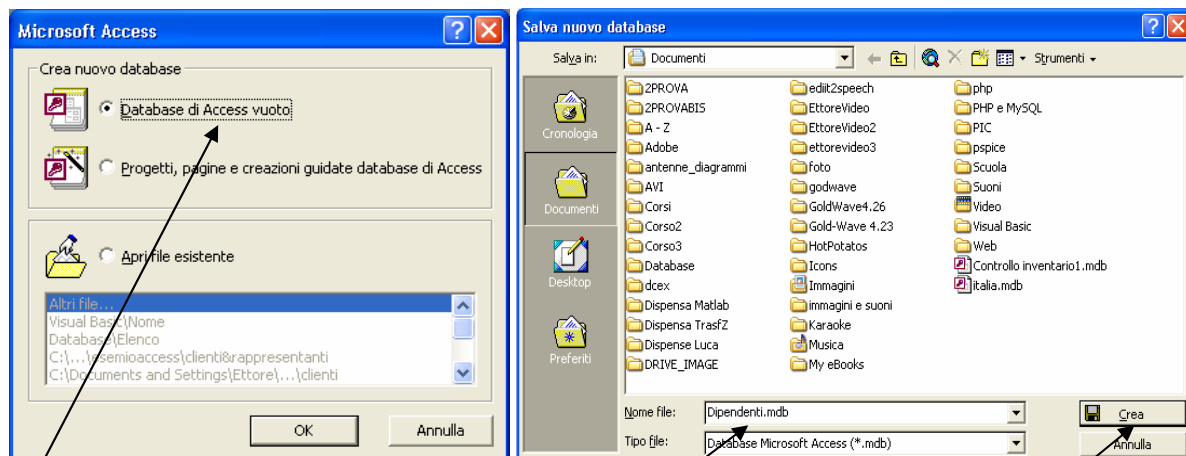 Microsoft Access
Crea nuovo database
Database di Access vuoto
Progetti, pagine e creazioni guidate database di Access
Apri file esistente
Altri file...
Visual Basic\Nome
Database\Elenco
C:\...\esemioaccess\clienti&rappresentanti
C:\Documents and Settings\Ettore\...\clienti
OK
Annulla
Salva nuovo database
Salva in:
Documenti
Strumenti
Cronologia
Documenti
Desktop
Preferiti
2PROVA
2PROVABIS
A - Z
Adobe
antenne_diagrammi
AVI
Corsi
Corso2
Corso3
Database
dcex
Dispensa Matlab
Dispensa TrasfZ
Dispense Luca
DRIVE_IMAGE
ediit2speech
EttoreVideo
EttoreVideo2
ettorevideo3
foto
godwave
GoldWave4.26
Gold-Wave 4.23
HotPotatos
Icons
Immagini
immagini e suoni
Karaoke
Musica
My eBooks
php
PHP e MySQL
PIC
pspice
Scuola
Suoni
Video
Visual Basic
Web
Controllo inventario1.mdb
italia.mdb
Nome file:
Dipendenti.mdb
Crea
Tipo file:
Database Microsoft Access (*.mdb)
Annulla